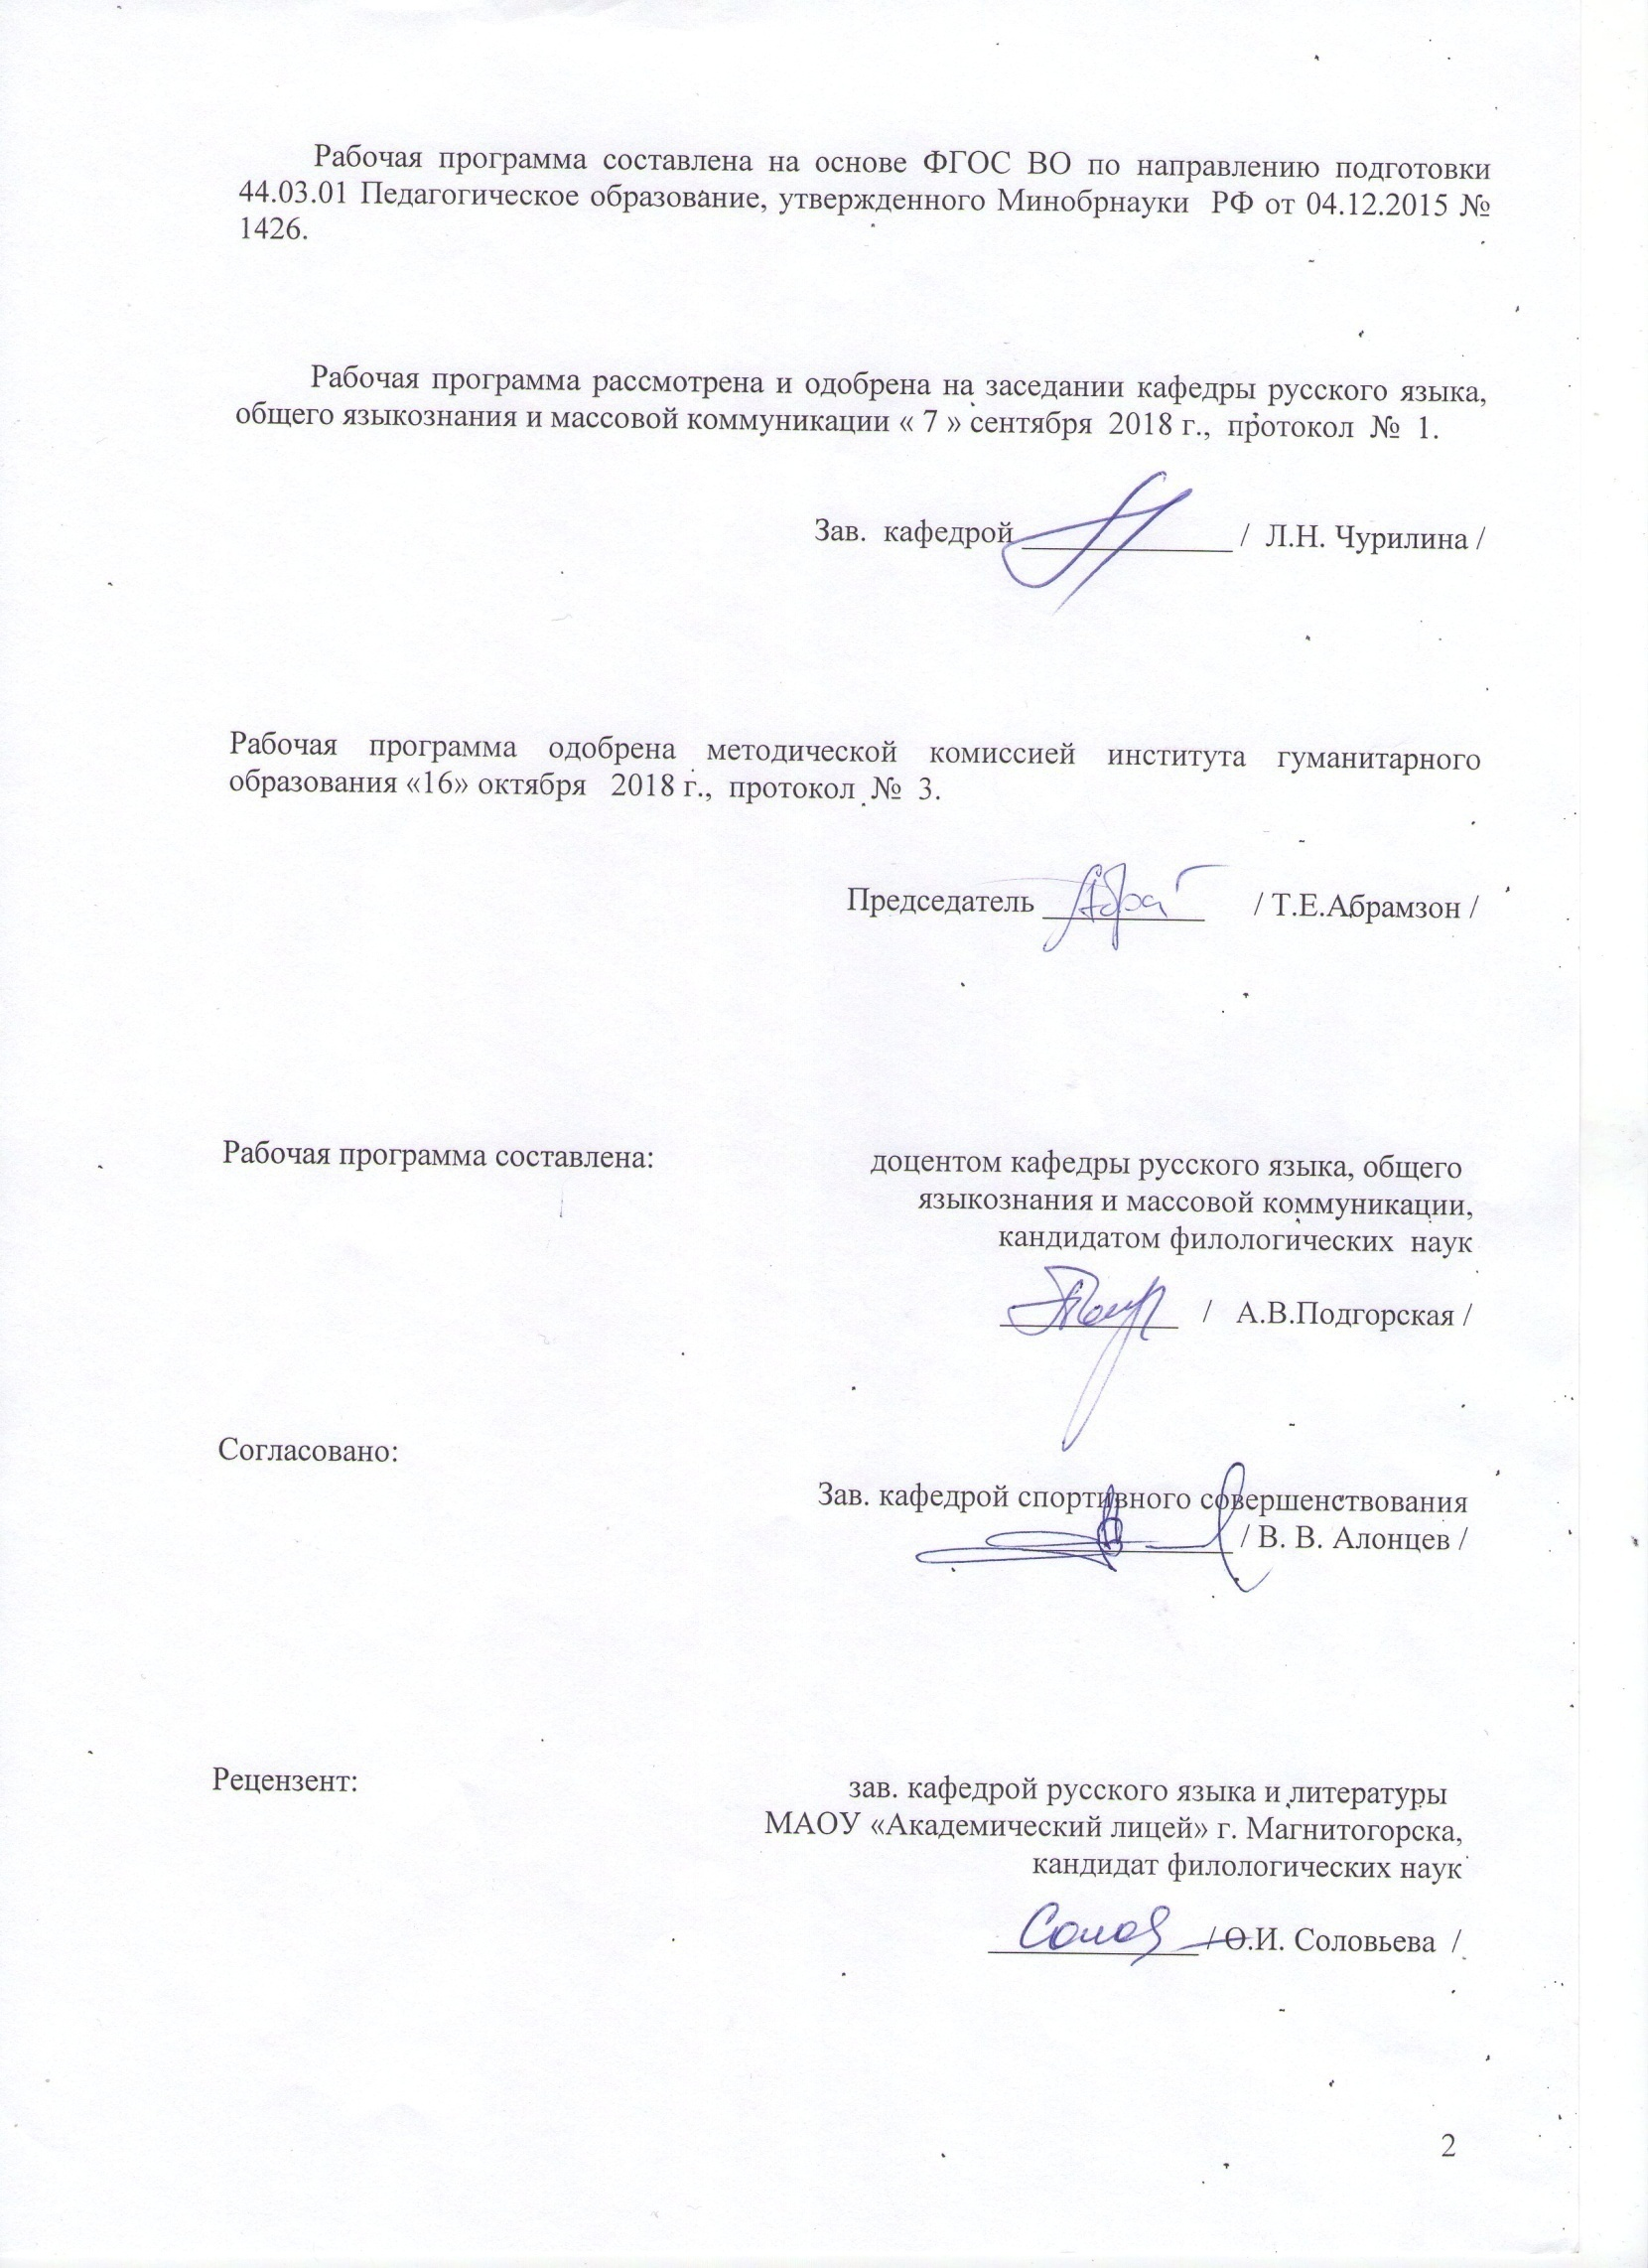 Рабочая программа составлена на основе ФГОС ВО по направлению подготовки
44.03.01 Педагогическое образование, утвержденного Минобрнауки РФ от 04.12.2015 №
1426.
Рабочая программа рассмотрена и одобрена на заседании кафедры русского языка,
общего языкознания и массовой коммуникации « 7 » сентября 2018 г., протокол № 1.
Зав. кафедрой ____________ / Л.Н. Чурилина /
Рабочая программа одобрена методической комиссией института гуманитарного
образования «16» октября 2018 г., протокол № 3.
Председатель __________ / Т.Е.Абрамзон /
Рабочая программа составлена: доцентом кафедры русского языка, общего
языкознания и массовой коммуникации,
кандидатом филологических наук
___________ / А.В.Подгорская /
Согласовано:
Зав. кафедрой спортивного совершенствования
____________ / В. В. Алонцев /
Рецензент: зав. кафедрой русского языка и литературы
МАОУ «Академический лицей» г. Магнитогорска,
кандидат филологических наук
____________ / О.И. Соловьева /
2